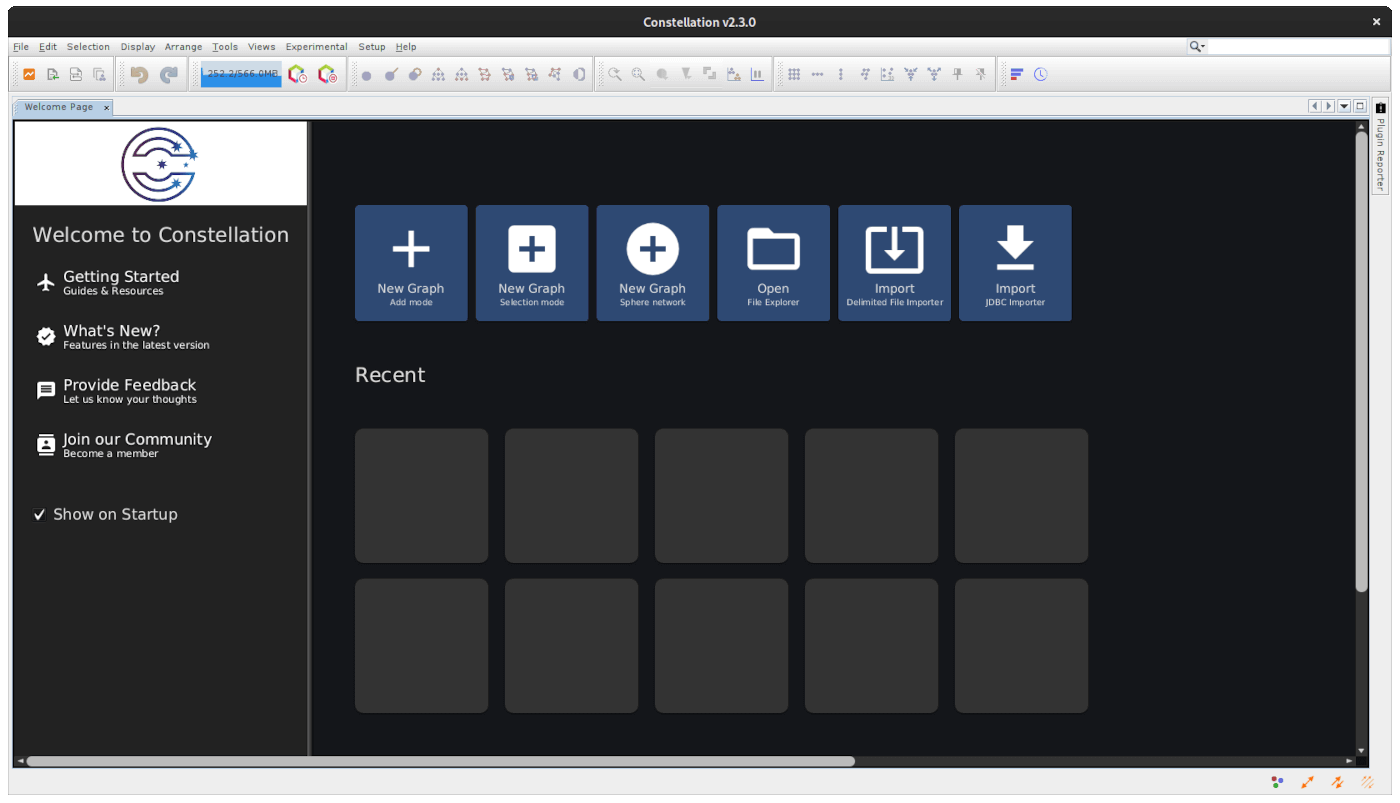 Constellation v2.3.0
File Edit Selection Display Arrange Tools Views Experimental Setup Help
252.2/566.0MB
Welcome Page
Plugin Reporter
Welcome to Constellation
Getting Started
Guides & Resources
What's New?
Features in the latest version
Provide Feedback
Let us know your thoughts
Join our Community
Become a member
Show on Startup
New Graph
Add mode
New Graph
Selection mode
New Graph
Sphere network
Open
File Explorer
Import
Delimited File Importer
Import
JDBC Importer
Recent